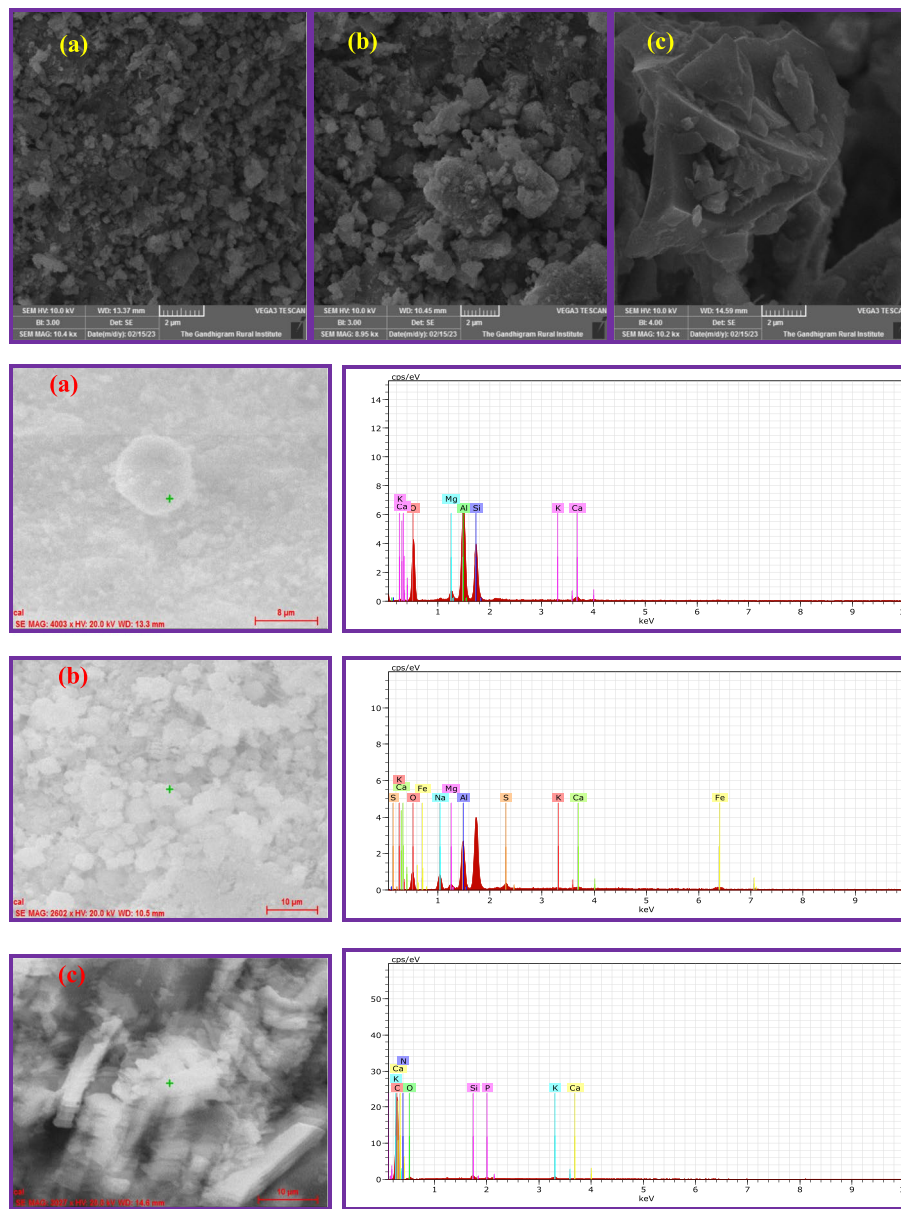 (a)
(b)
(c)
SEM HV: 10.0 kV WD: 13.37 mm VEGA3 TESCAN
BI: 3.00 Det: SE 2 µm
SEM MAG: 10.4 kx Date(m/d/y): 02/15/23 The Gandhigram Rural Institute
SEM HV: 10.0 kV WD: 10.45 mm VEGA3 TESCAN
BI: 3.00 Det: SE 2 µm
SEM MAG: 8.95 kx Date(m/d/y): 02/15/23 The Gandhigram Rural Institute
SEM HV: 10.0 kV WD: 14.59 mm VEGA3 TESCA
BI: 4.00 Det: SE 2 µm
SEM MAG: 10.2 kx Date(m/d/y): 02/15/23 The Gandhigram Rural Institute
(a)
cal
SE MAG: 4003 x HV: 20.0 kV WD: 13.3 mm
8 µm
cps/eV
14
12
10
8
6
4
2
0
K
Ca O Mg Al Si K Ca
1 2 3 4 5 6 7 8 9
keV
(b)
cal
SE MAG: 2602 x HV: 20.0 kV WD: 10.5 mm
10 µm
cps/eV
10
8
6
4
2
0
K
Ca Fe Mg
S O Na Al S K Ca Fe
1 2 3 4 5 6 7 8 9
keV
(c)
cal
10 µm
cps/eV
50
40
30
20
10
0
N
Ca
K
C O Si P K Ca
1 2 3 4 5 6 7 8 9
keV